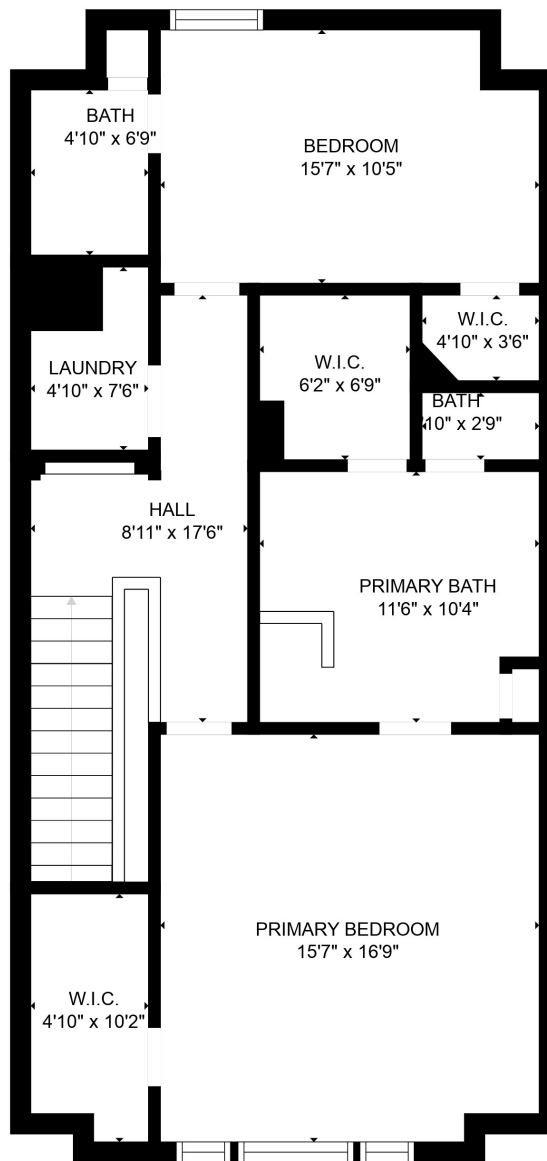 BATH
4'10" x 6'9"
BEDROOM
15'7" x 10'5"
W.I.C.
4'10" x 3'6"
W.I.C.
6'2" x 6'9"
LAUNDRY
4'10" x 7'6"
BATH
10" x 2'9"
HALL
8'11" x 17'6"
PRIMARY BATH
11'6" x 10'4"
PRIMARY BEDROOM
15'7" x 16'9"
W.I.C.
4'10" x 10'2"